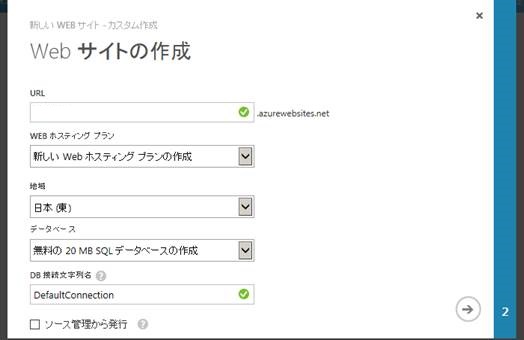 新しい WEB サイト - カスタム作成
Web サイトの作成
URL
.azurewebsites.net
WEB ホスティング プラン
新しい Web ホスティング プランの作成
地域
日本 (東)
データベース
無料の 20 MB SQL データベースの作成
DB 接続文字列名 ?
DefaultConnection
ソース管理から発行 ?
2